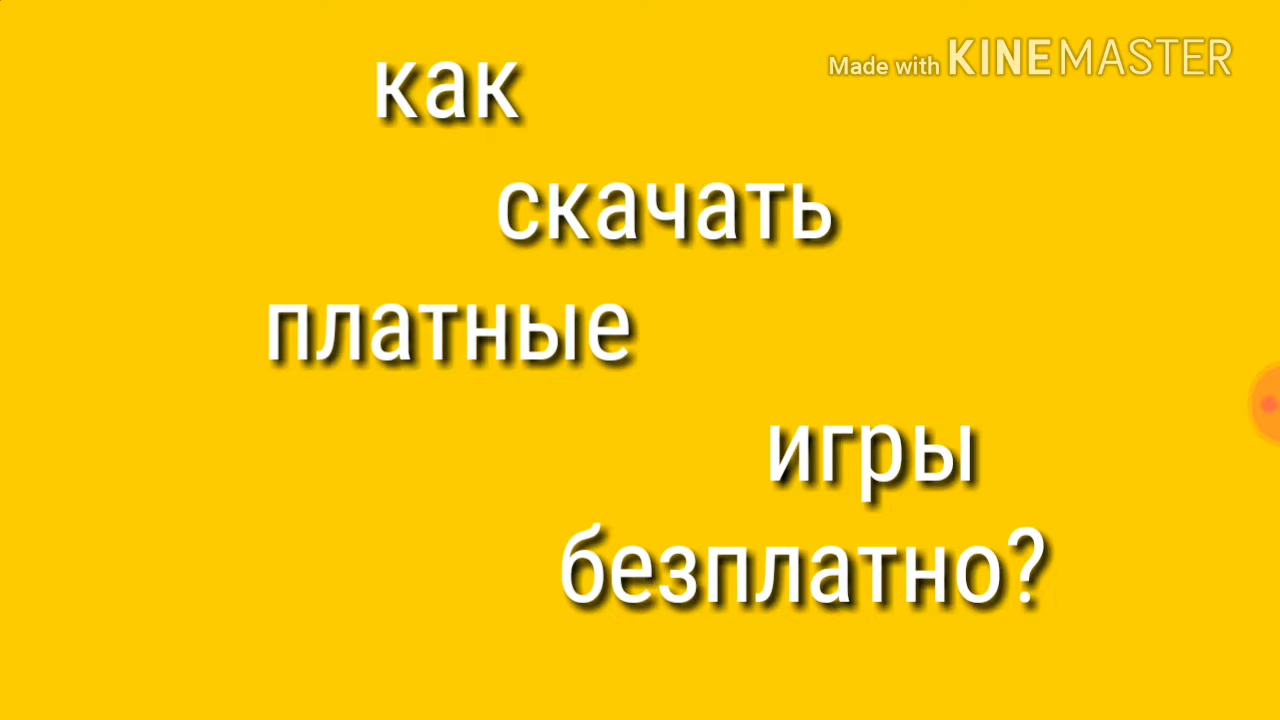 как
Made with KINEMASTER
скачать
платные
игры
безплатно?